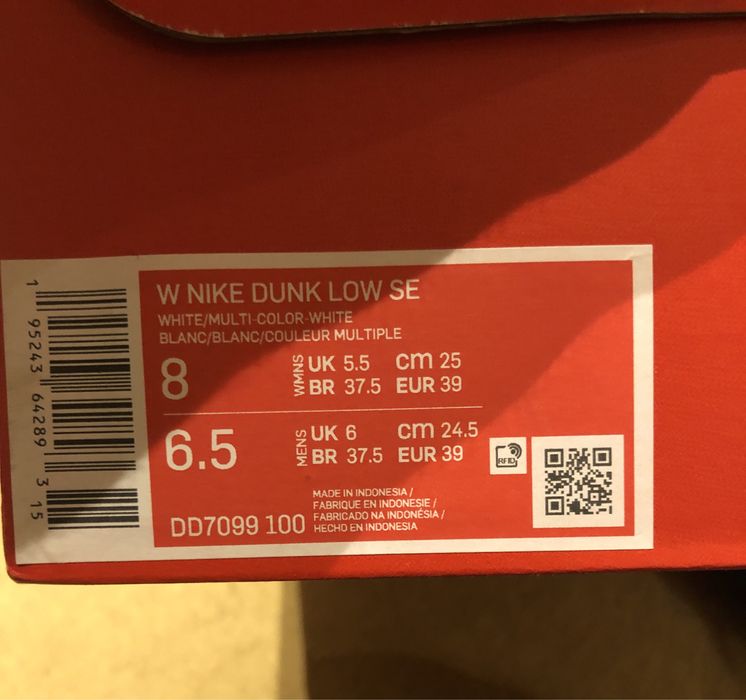 W NIKE DUNK LOW SE
WHITE/MULTI-COLOR-WHITE
BLANC/BLANC/COULEUR MULTIPLE
8 WMNS UK 5.5 cm 25
BR 37.5 EUR 39
6.5 MENS UK 6 cm 24.5
BR 37.5 EUR 39
RFID
DD7099 100
MADE IN INDONESIA /
FABRIQUE EN INDONESIE /
FABRICADO NA INDONÉSIA /
HECHO EN INDONESIA
1 95243 64289 3 15